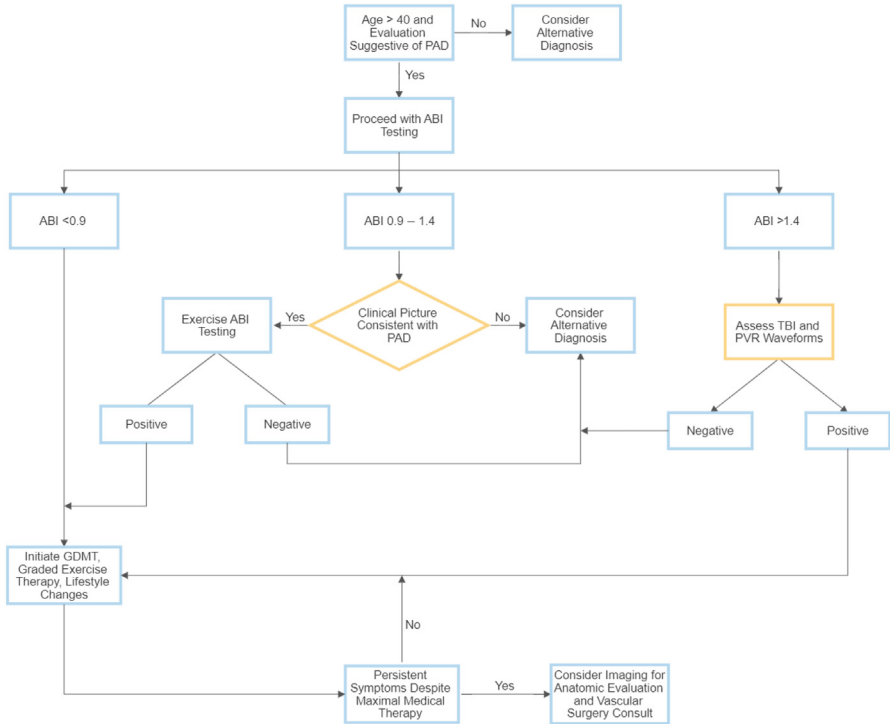 Age > 40 and
Evaluation
Suggestive of PAD
No
Consider
Alternative
Diagnosis
Yes
Proceed with ABI
Testing
ABI <0.9
ABI 0.9 – 1.4
ABI >1.4
Exercise ABI
Testing
Yes
Clinical Picture
Consistent with
PAD
No
Consider
Alternative
Diagnosis
Assess TBI and
PVR Waveforms
Positive
Negative
Negative
Positive
Initiate GDMT,
Graded Exercise
Therapy, Lifestyle
Changes
No
Persistent
Symptoms Despite
Maximal Medical
Therapy
Yes
Consider Imaging for
Anatomic Evaluation
and Vascular
Surgery Consult